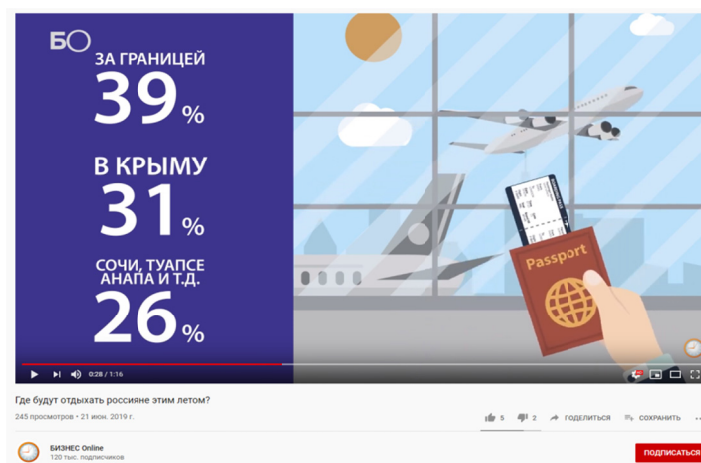 БО
ЗА ГРАНИЦЕЙ
39%
В КРЫМУ
31%
СОЧИ, ТУАПСЕ
АНАПА И Т.Д.
26%
Passport
0:28 / 1:16
Где будут отдыхать россияне этим летом?
245 просмотров • 21 июн. 2019 г.
5 2 ПОДЕЛИТЬСЯ СОХРАНИТЬ ...
БИЗНЕС Online
120 тыс. подписчиков
ПОДПИСАТЬСЯ